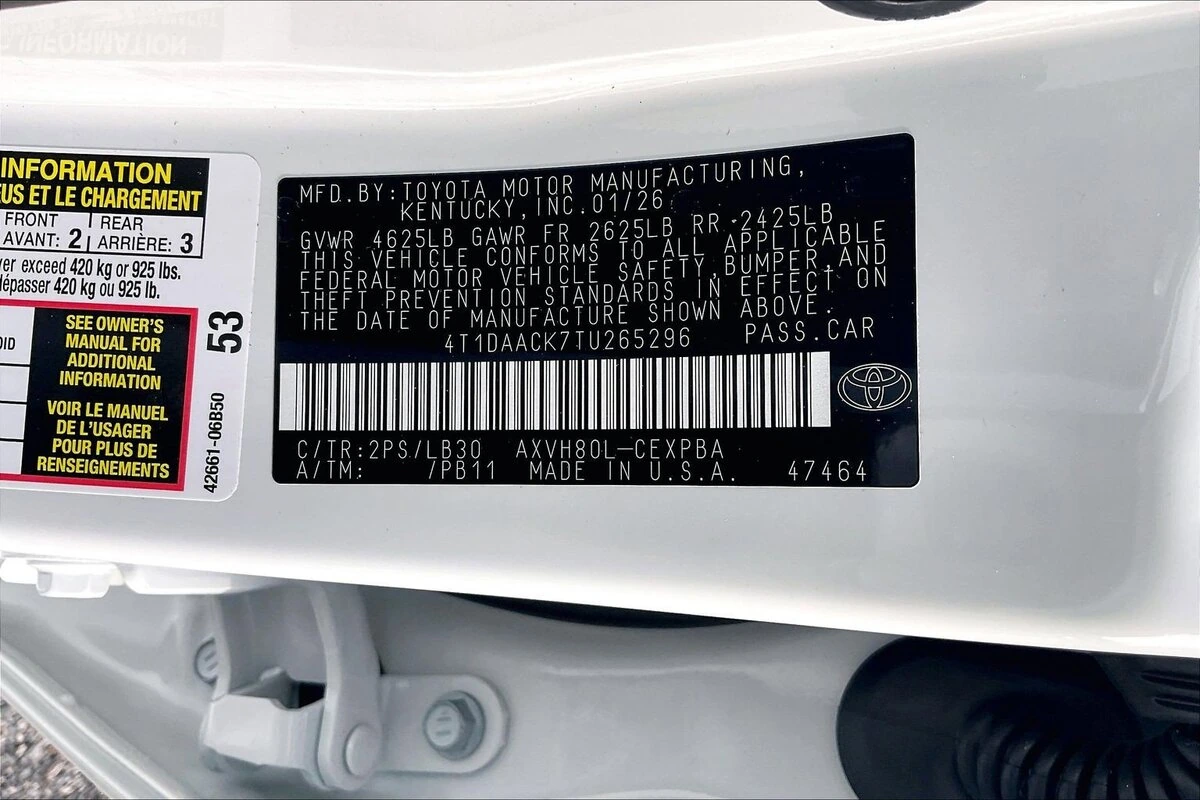 INFORMATION
EUS ET LE CHARGEMENT
FRONT
AVANT: 2
REAR
ARRIÈRE: 3
exceed 420 kg or 925 lbs.
dépasser 420 kg ou 925 lb.
SEE OWNER'S
MANUAL FOR
ADDITIONAL
INFORMATION
VOIR LE MANUEL
DE L'USAGER
POUR PLUS DE
RENSEIGNEMENTS
53
42661-06B50
MFD. BY: TOYOTA MOTOR MANUFACTURING,
KENTUCKY, INC. 01/26
GVWR 4625LB GAWR FR 2625LB RR 2425LB
THIS VEHICLE CONFORMS TO ALL APPLICABLE
FEDERAL MOTOR VEHICLE SAFETY, BUMPER, AND
THEFT PREVENTION STANDARDS IN EFFECT ON
THE DATE OF MANUFACTURE SHOWN ABOVE.
4T1DAACK7TU265296 PASS. CAR
C/TR: 2PS/LB30 AXVH80L-CEXPBA
A/TM: /PB11 MADE IN U.S.A. 47464